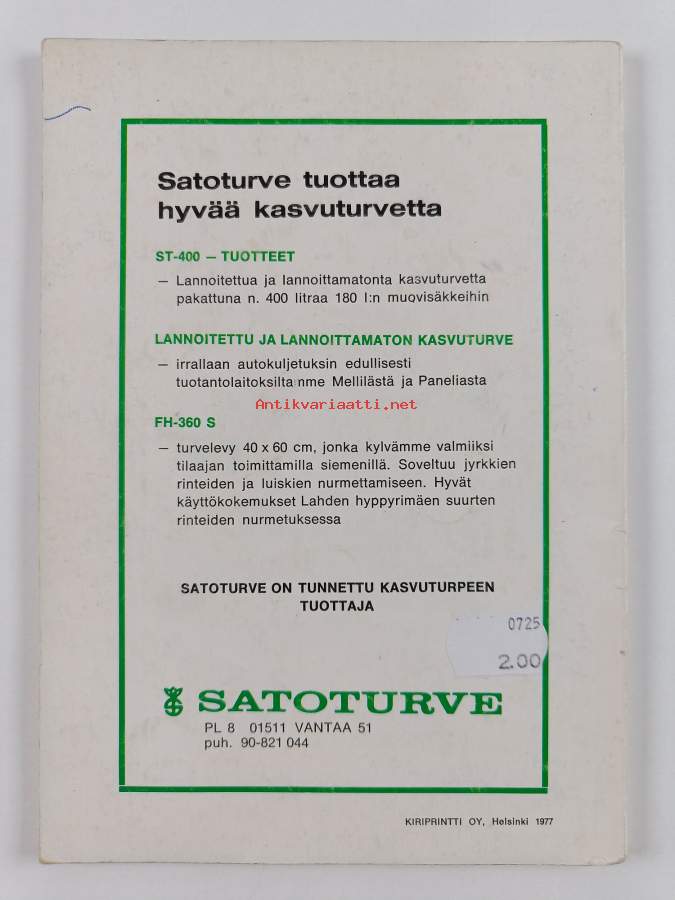 Satoturve tuottaa
hyvää kasvuturvetta
ST-400 – TUOTTEET
– Lannoitettua ja lannoittamatonta kasvuturvetta
pakattuna n. 400 litraa 180 l:n muovisäkkeihin
LANNOITETTU JA LANNOITTAMATON KASVUTURVE
– irrallaan autokuljetuksin edullisesti
tuotantolaitoksiltamme Mellilästä ja Paneliasta
Antikvariaatti.net
FH-360 S
– turvelevy 40 x 60 cm, jonka kylvämme valmiiksi
tilaajan toimittamilla siemenillä. Soveltuu jyrkkien
rinteiden ja luiskien nurmettamiseen. Hyvät
käyttökokemukset Lahden hyppyrimäen suurten
rinteiden nurmetuksessa
SATOTURVE ON TUNNETTU KASVUTURPEEN
TUOTTAJA
0725
2.00
SATOTURVE
PL 8 01511 VANTAA 51
puh. 90-821 044
KIRIPRINTTI OY, Helsinki 1977